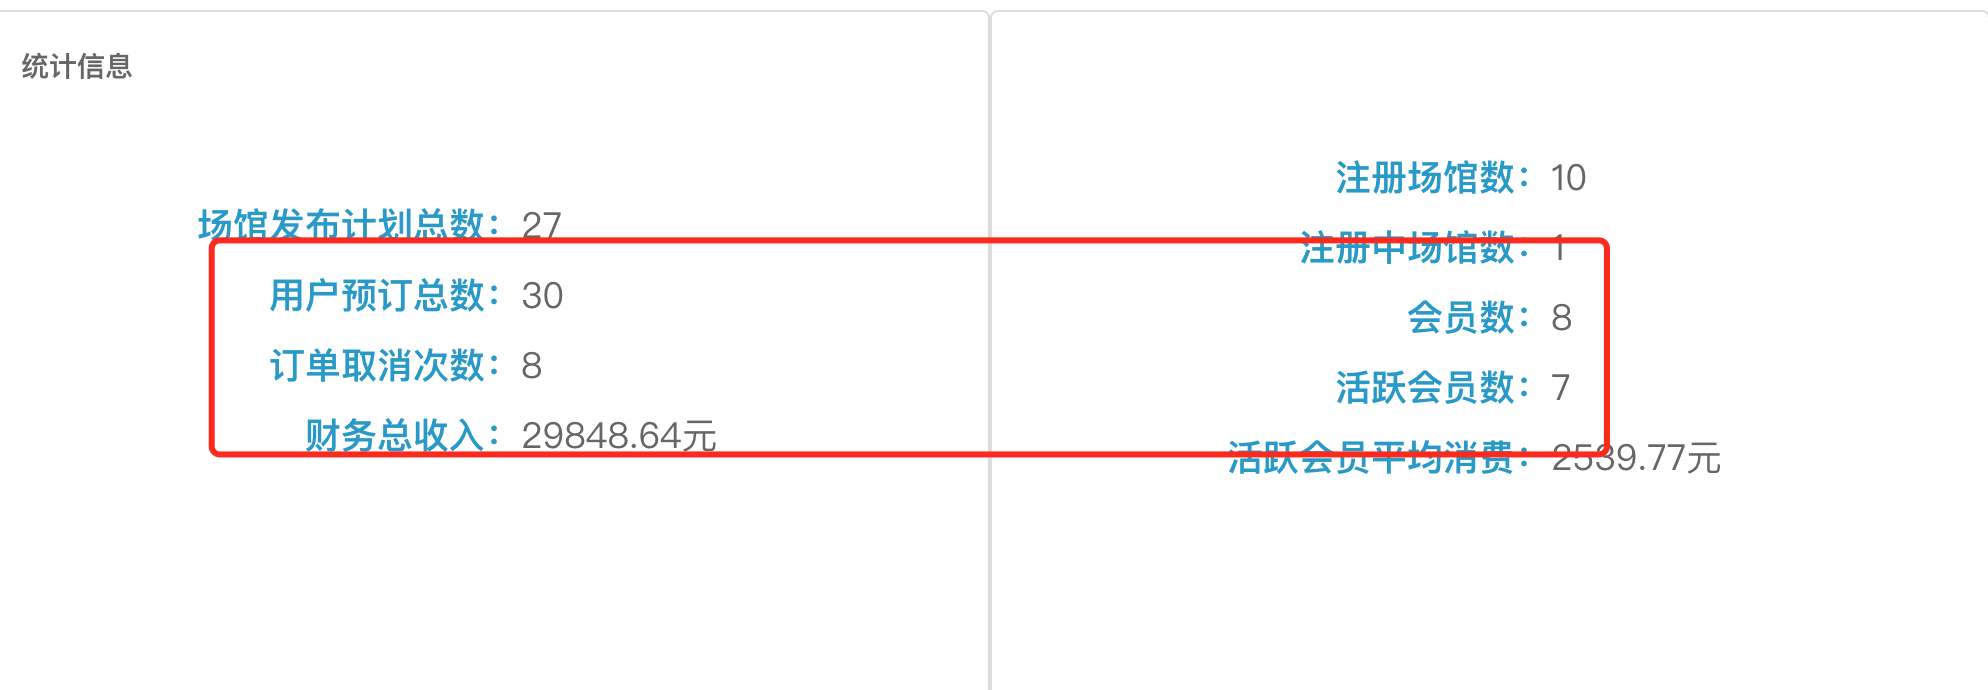 统计信息
场馆发布计划总数：27
用户预订总数：30
订单取消次数：8
财务总收入：29848.64元
注册场馆数：10
注册中场馆数：1
会员数：8
活跃会员数：7
活跃会员平均消费：2539.77元